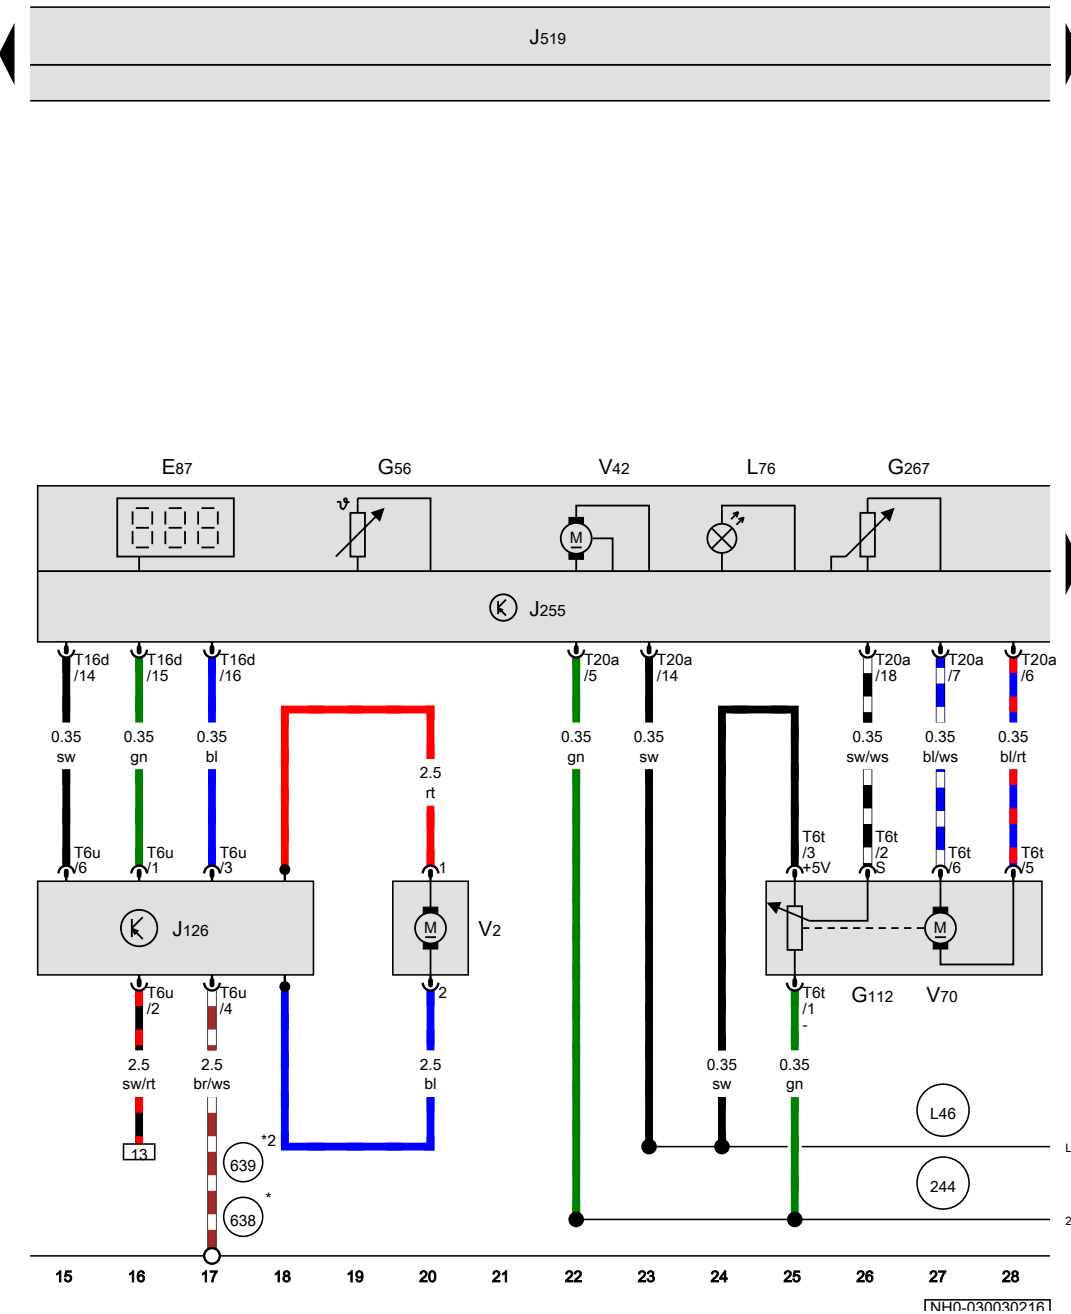 J519
E87 G56 V42 L76 G267
ϑ
M
J255
T16d T16d T16d T20a T20a T20a T20a T20a
/14 /15 /16 /5 /14 /18 /7 /6
0.35 0.35 0.35 0.35 0.35 0.35 0.35 0.35
sw gn bl gn sw sw/ws bl/ws bl/rt
2.5
rt
T6t T6t
/3 /2
T6u T6u T6u T6t T6t
/6 /1 /3 1 +5V S /6 /5
J126 M V2 M
T6u T6u 2 T6t
/2 /4 /1
-
G112 V70
2.5 2.5 2.5 0.35 0.35
sw/rt br/ws bl sw gn
L46
*2
13
639
L
244
*
638
2
15 16 17 18 19 20 21 22 23 24 25 26 27 28
NH0-030030216